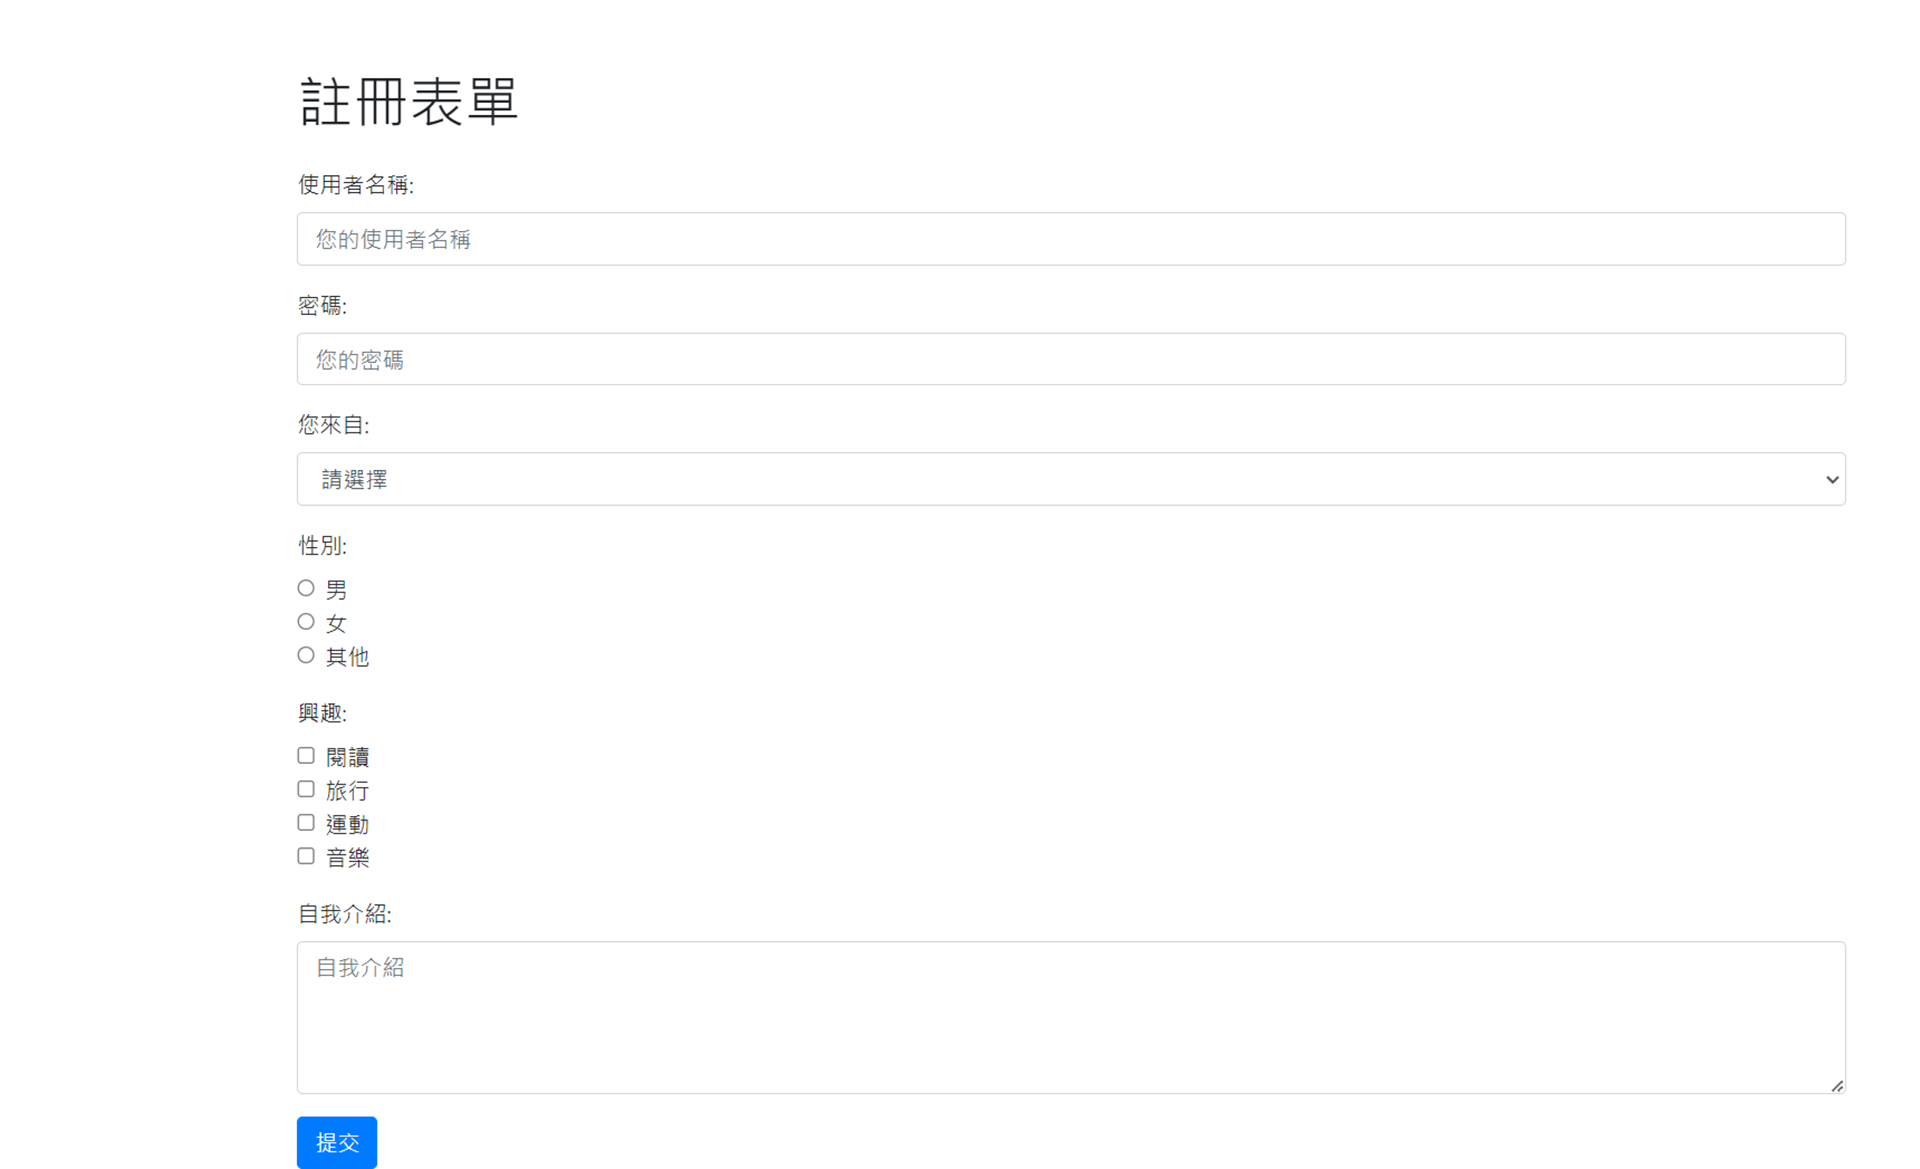 註冊表單
使用者名稱:
您的使用者名稱
密碼:
您的密碼
您來自:
請選擇
性別:
男
女
其他
興趣:
閱讀
旅行
運動
音樂
自我介紹:
自我介紹
提交